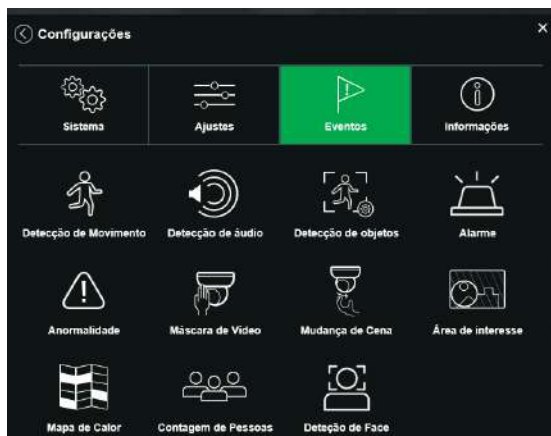 Configurações
×
Sistema Ajustes Eventos Informações
Detecção de Movimento Detecção de áudio Detecção de objetos Alarme
Anormalidade Máscara de Vídeo Mudança de Cena Área de interesse
Mapa de Calor Contagem de Pessoas Deteção de Face